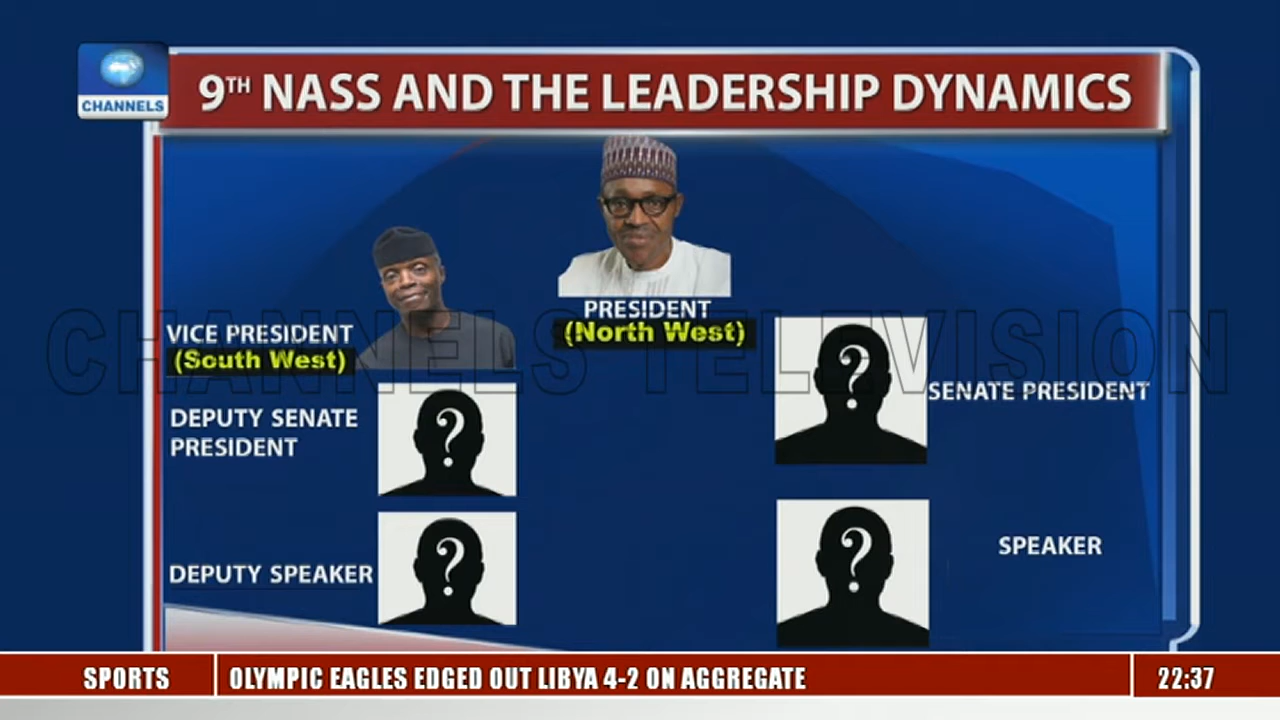 CHANNELS
9TH NASS AND THE LEADERSHIP DYNAMICS
PRESIDENT
(North West)
VICE PRESIDENT
(South West)
CHANNELS TELEVISION
SENATE PRESIDENT
DEPUTY SENATE
PRESIDENT
?
?
SPEAKER
DEPUTY SPEAKER
?
?
SPORTS
OLYMPIC EAGLES EDGED OUT LIBYA 4-2 ON AGGREGATE
22:37